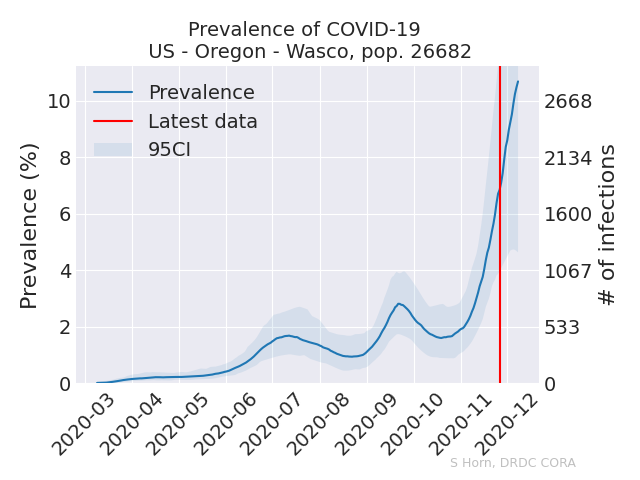 Prevalence of COVID-19
US - Oregon - Wasco, pop. 26682
Prevalence
Latest data
95CI
Prevalence (%)
10
8
6
4
2
0
2668
2134
1600
1067
533
0
# of infections
2020-03
2020-04
2020-05
2020-06
2020-07
2020-08
2020-09
2020-10
2020-11
2020-12
S Horn, DRDC CORA